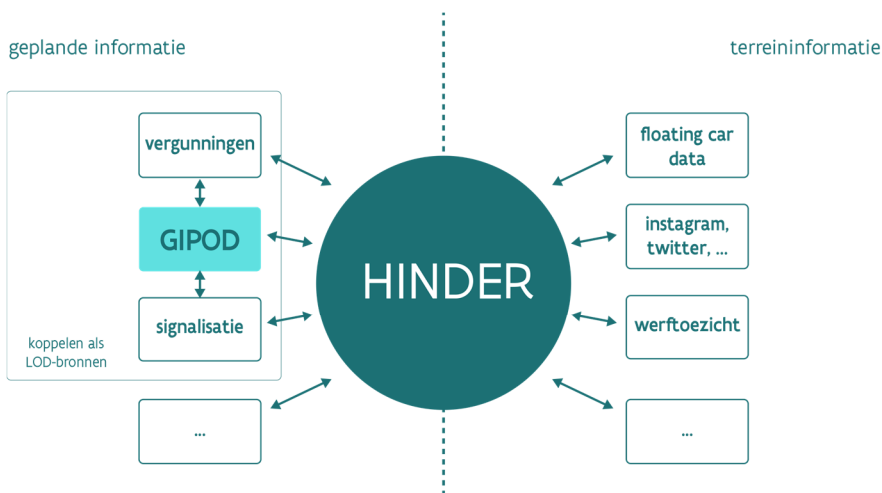 geplande informatie
terreininformatie
vergunningen
GIPOD
signalisatie
koppelen als
LOD-bronnen
...
HINDER
floating car
data
instagram,
twitter, ...
werftoezicht
...